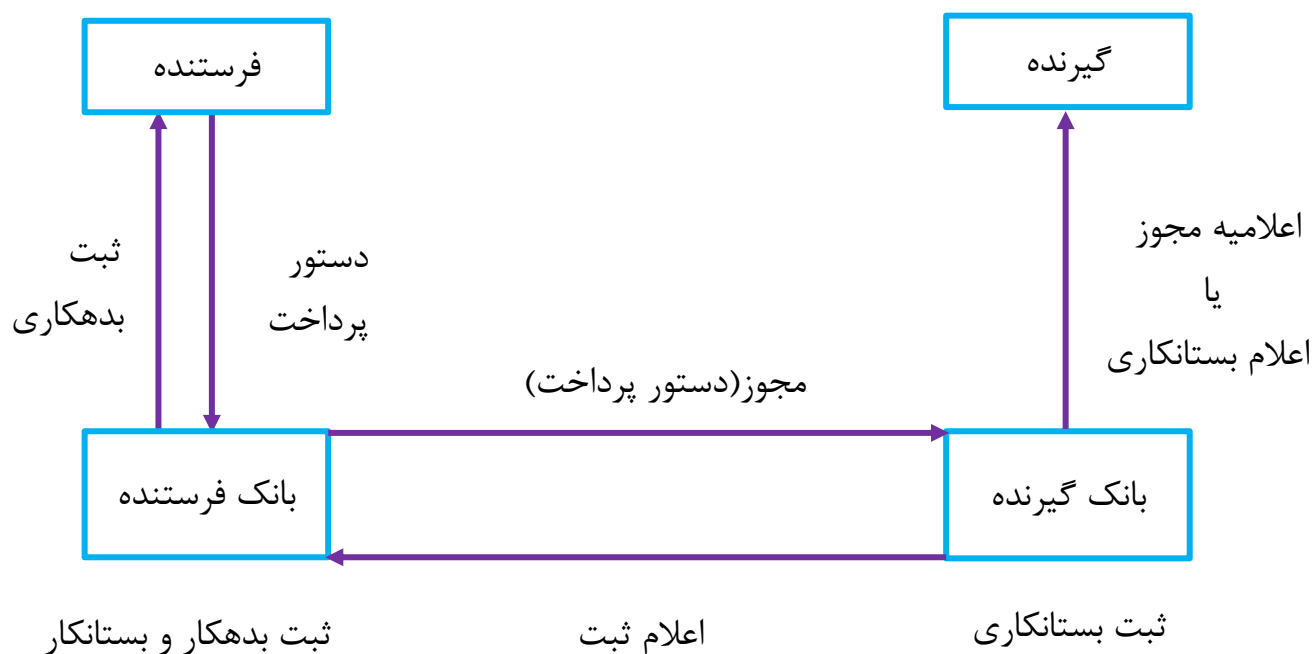 گیرنده
فرستنده
اعلامیه مجوز
یا
اعلام بستانکاری
دستور
پرداخت
ثبت
بدهکاری
مجوز(دستور پرداخت)
بانک گیرنده
بانک فرستنده
ثبت بستانکاری
اعلام ثبت
ثبت بدهکار و بستانکار